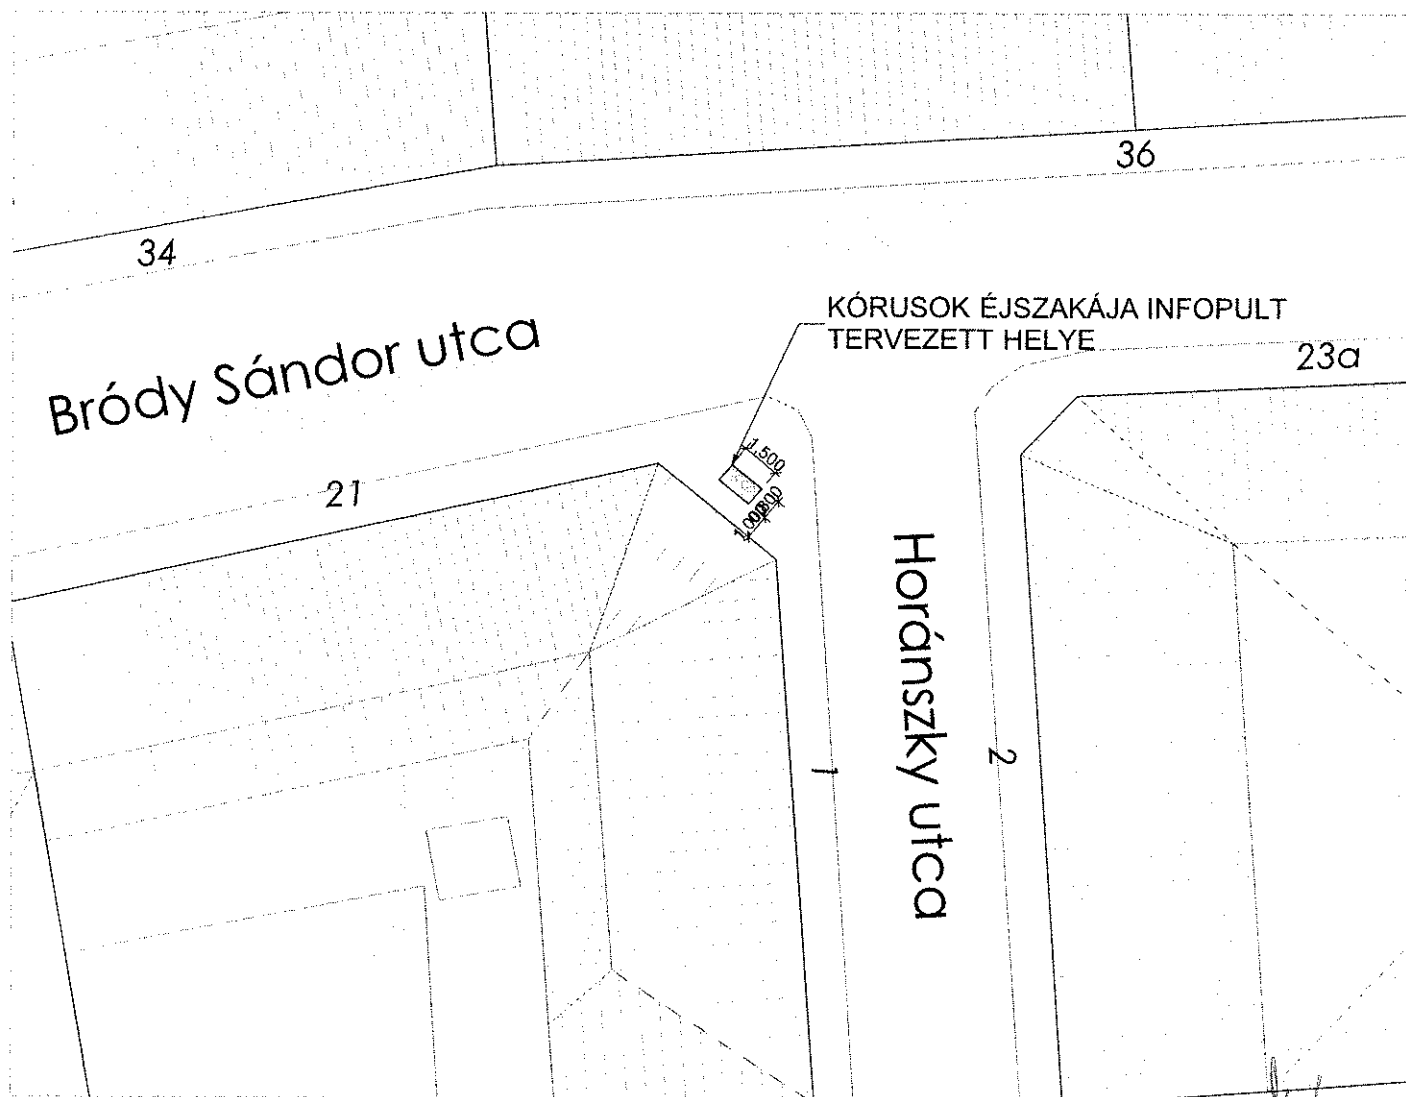 36
34
KÓRUSOK ÉJSZAKÁJA INFOPULT
TERVEZETT HELYE
Bródy Sándor utca
23a
21
1.500
Horánszky utca
1
2